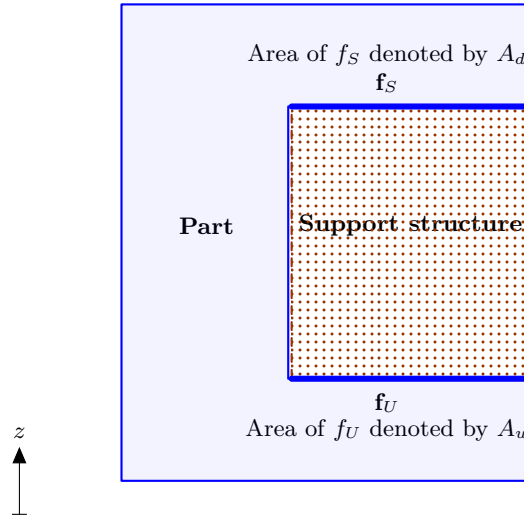 Area of f_S denoted by A_d
f_S
Part
Support structure
f_U
Area of f_U denoted by A_u
z